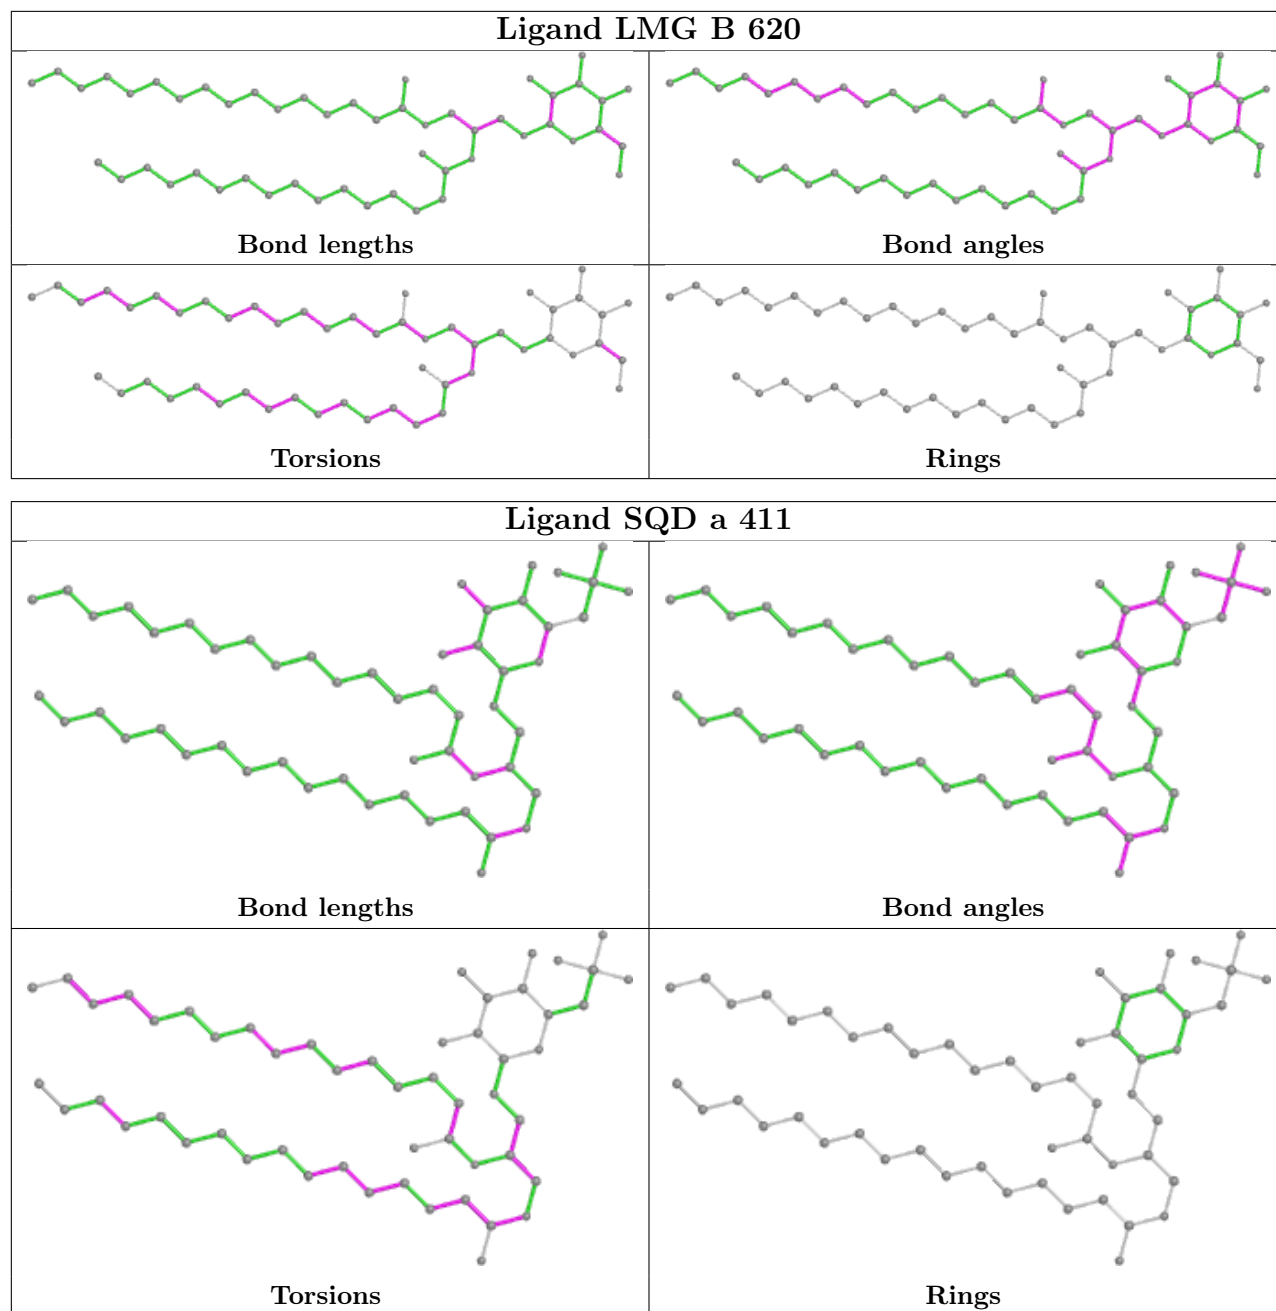 Ligand LMG B 620
Bond lengths
Bond angles
Torsions
Rings
Ligand SQD a 411
Bond lengths
Bond angles
Torsions
Rings